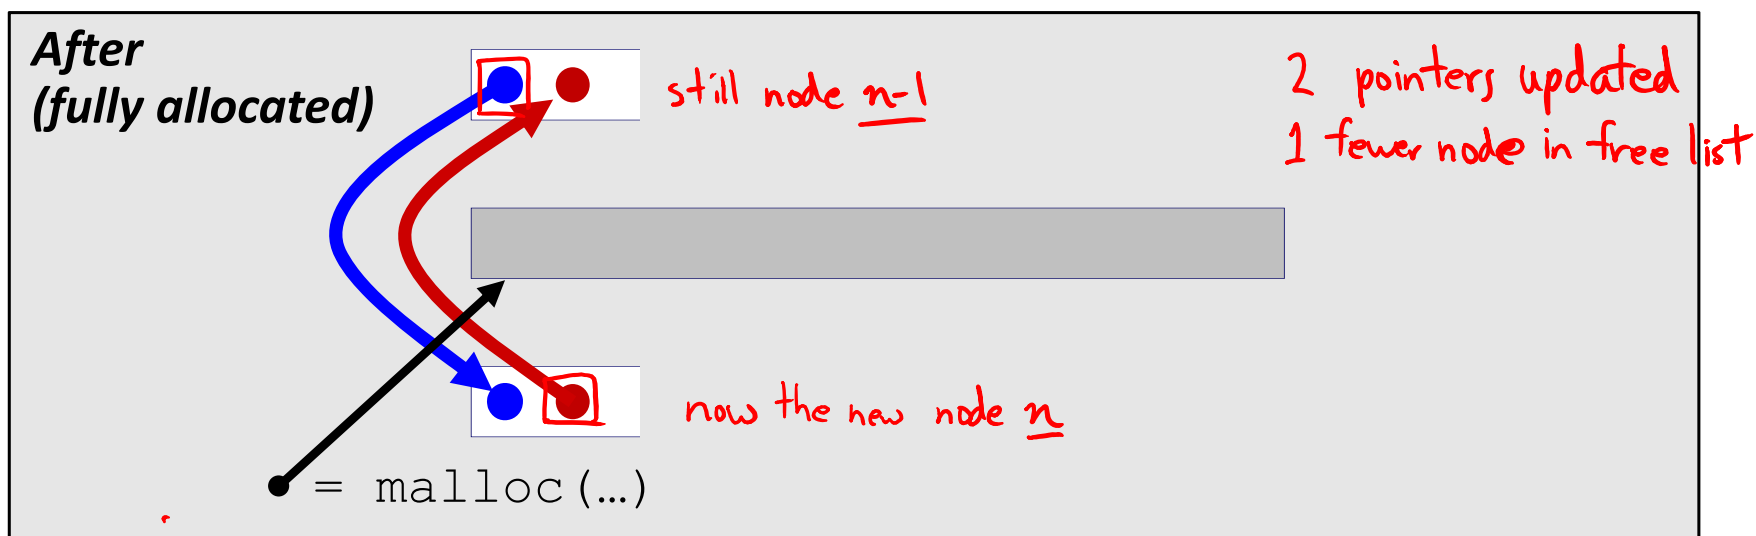 After
(fully allocated)
still node n-1
2 pointers updated
1 fewer node in free list
now the new node n
= malloc(…)